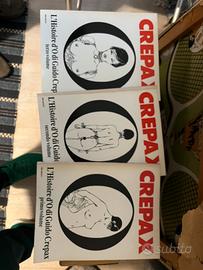 CREPAX
L'Histoire d'O di Guido Crepax
terzo volume
CREPAX
L'Histoire d'O di Guido
secondo volume
CREPAX
L'Histoire d'O di Guido Crepax
primo volume
subito